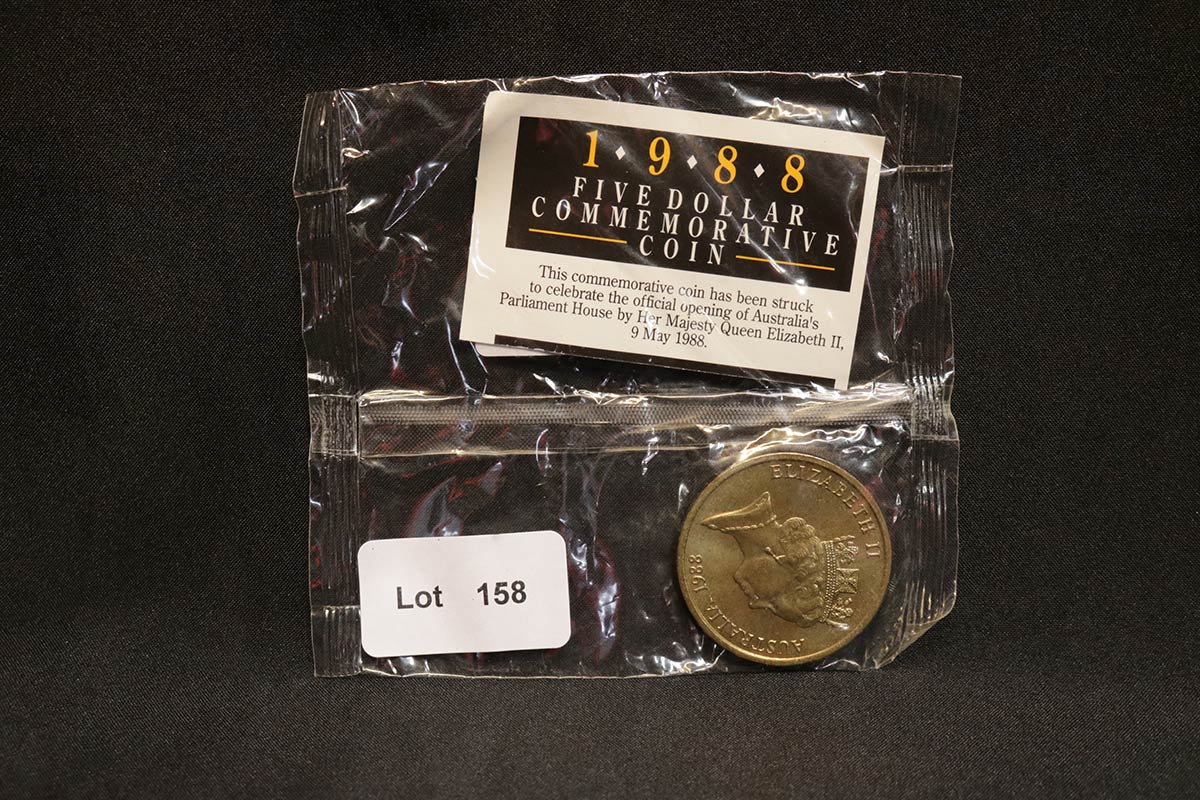 1·9·8·8
FIVE DOLLAR
COMMEMORATIVE
COIN
This commemorative coin has been struck
to celebrate the official opening of Australia's
Parliament House by Her Majesty Queen Elizabeth II,
9 May 1988.
Lot 158
ELIZABETH II
AUSTRALIA 1988